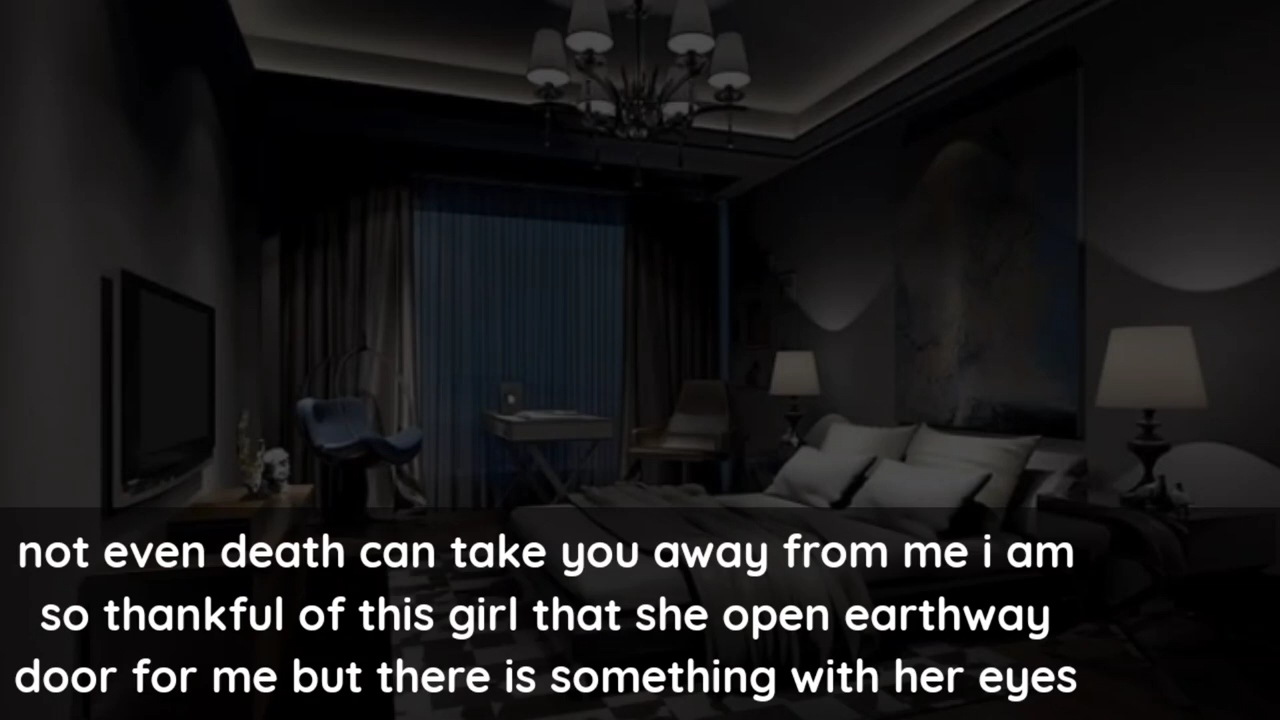 not even death can take you away from me i am
so thankful of this girl that she open earthway
door for me but there is something with her eyes